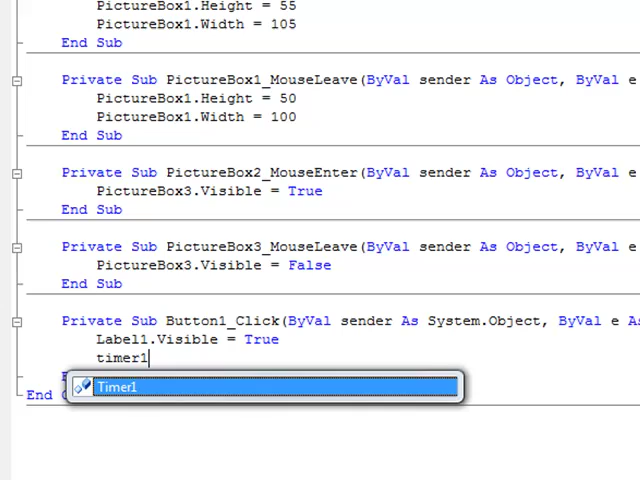 PictureBox1.Height = 55
PictureBox1.Width = 105
End Sub
Private Sub PictureBox1_MouseLeave(ByVal sender As Object, ByVal e
PictureBox1.Height = 50
PictureBox1.Width = 100
End Sub
Private Sub PictureBox2_MouseEnter(ByVal sender As Object, ByVal e
PictureBox3.Visible = True
End Sub
Private Sub PictureBox3_MouseLeave(ByVal sender As Object, ByVal e
PictureBox3.Visible = False
End Sub
Private Sub Button1_Click(ByVal sender As System.Object, ByVal e As
Label1.Visible = True
timer1
Timer1
End